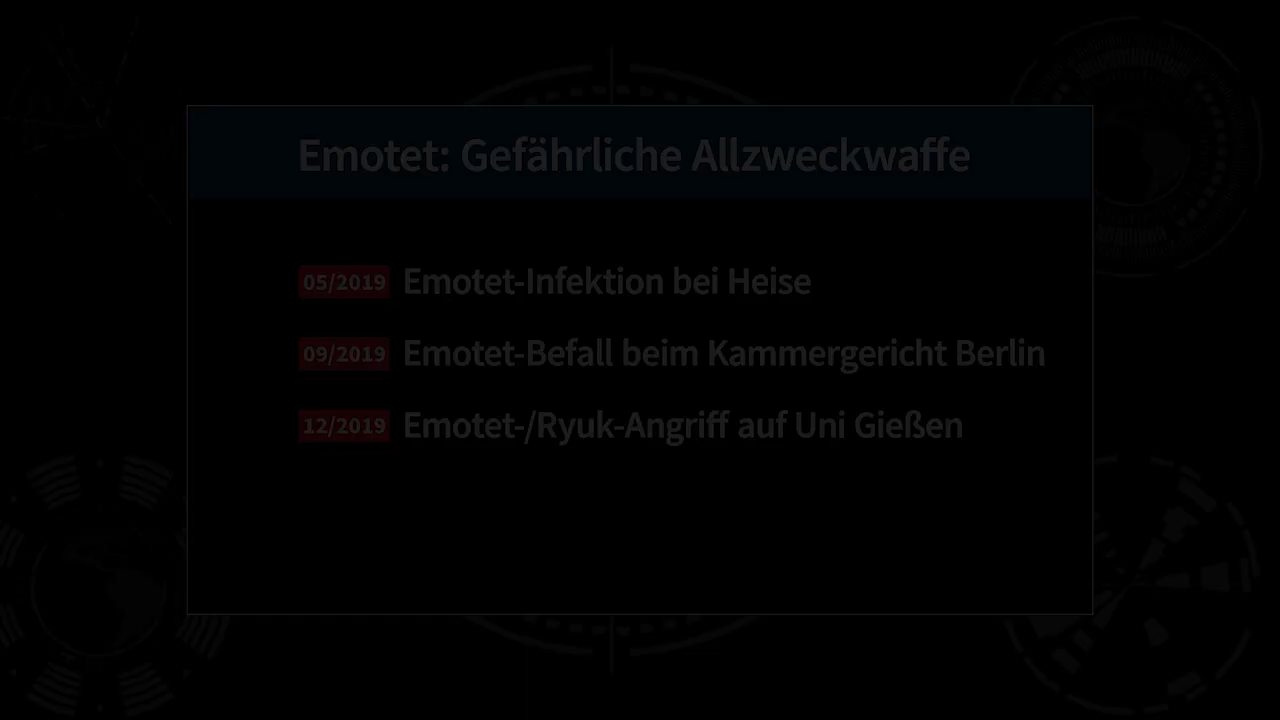 Emotet: Gefährliche Allzweckwaffe
05/2019 Emotet-Infektion bei Heise
09/2019 Emotet-Befall beim Kammergericht Berlin
12/2019 Emotet-/Ryuk-Angriff auf Uni Gießen